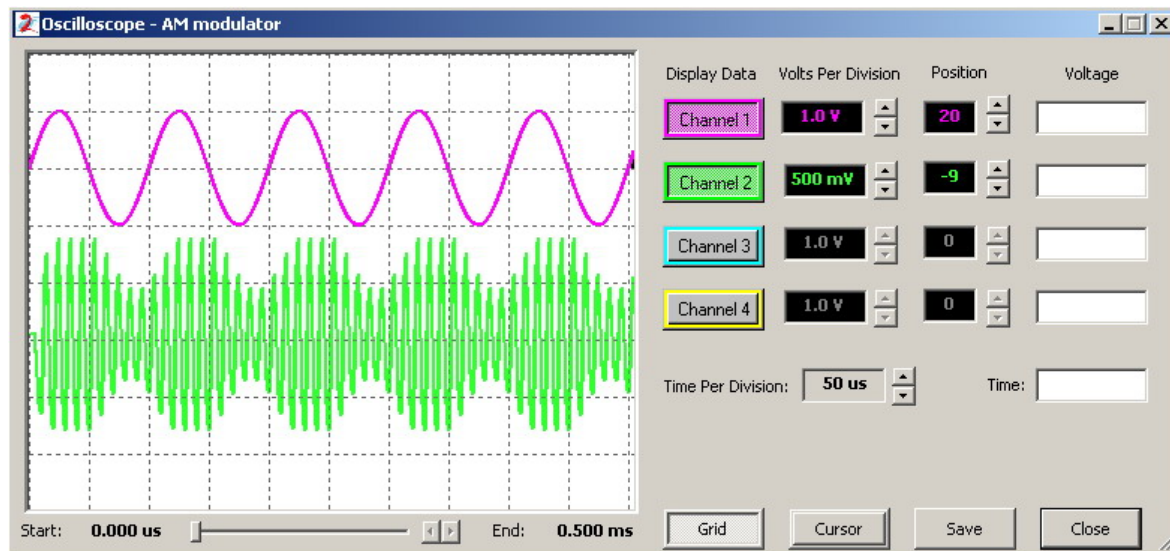 Oscilloscope - AM modulator
Display Data Volts Per Division Position Voltage
Channel 1 1.0 V 20
Channel 2 500 mV -9
Channel 3 1.0 V 0
Channel 4 1.0 V 0
Time Per Division: 50 us Time:
Start: 0.000 us End: 0.500 ms Grid Cursor Save Close